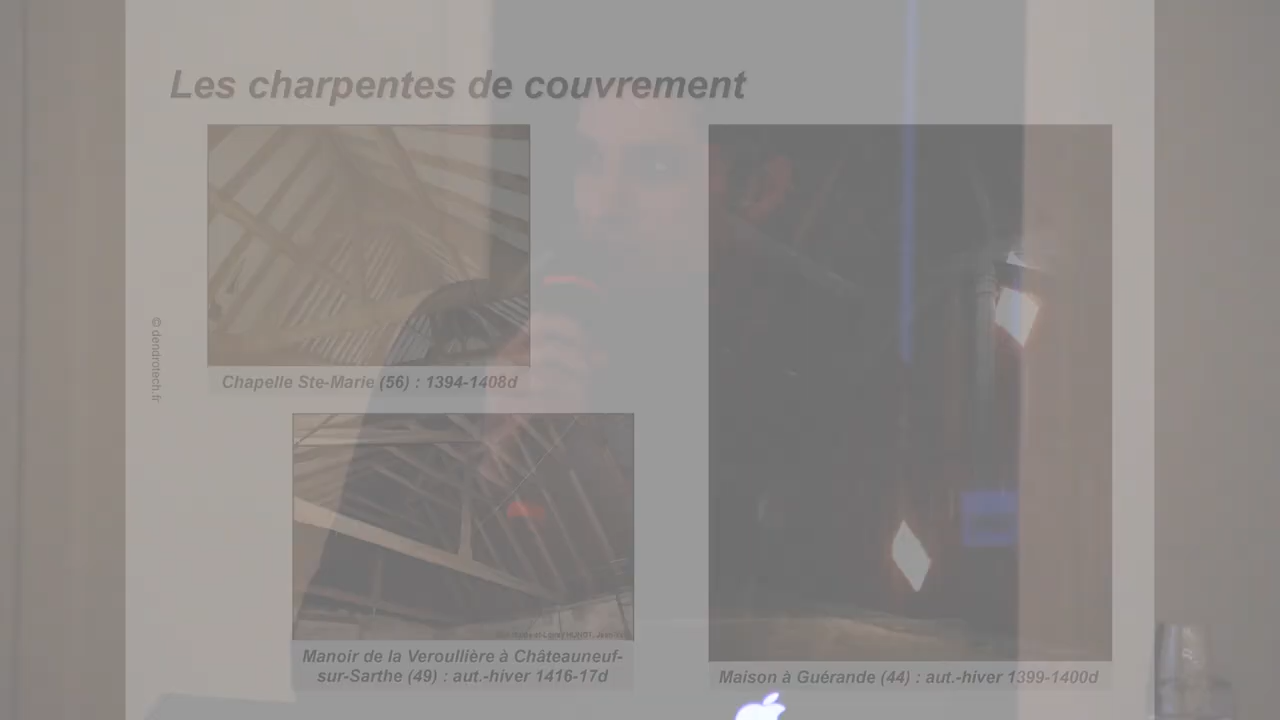 Les charpentes de couvrement
© dendrotech.fr
Chapelle Ste-Marie (56) : 1394-1408d
Manoir de la Veroullière à Châteauneuf-
sur-Sarthe (49) : aut.-hiver 1416-17d
Maison à Guérande (44) : aut.-hiver 1399-1400d